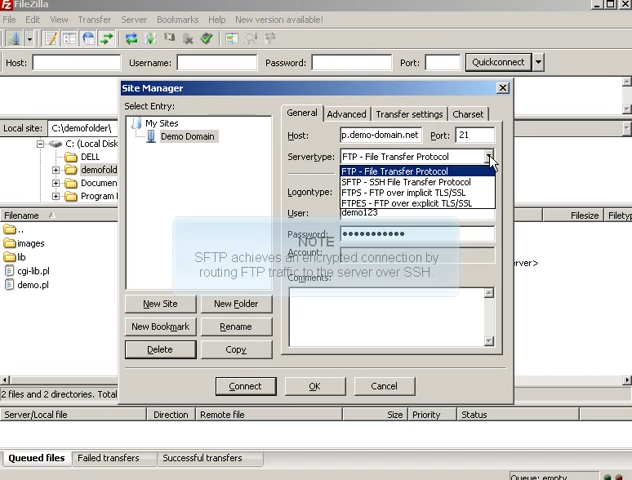 FileZilla
File Edit View Transfer Server Bookmarks Help New version available!
Host: Username: Password: Port: Quickconnect
Site Manager
Select Entry:
My Sites
Demo Domain
New Site New Folder
New Bookmark Rename
Delete Copy
General Advanced Transfer settings Charset
Host: p.demo-domain.net Port: 21
Servertype: FTP - File Transfer Protocol
FTP - File Transfer Protocol
SFTP - SSH File Transfer Protocol
FTPS - FTP over implicit TLS/SSL
FTPES - FTP over explicit TLS/SSL
Logontype:
User: demo123
Password:
Account:
Comments:
NOTE
SFTP achieves an encrypted connection by
routing FTP traffic to the server over SSH.
Connect OK Cancel
Local site: C:\demofolder\
C: (Local Disk
DELL
demofold
Document
Program
Filename
..
images
lib
cgi-lib.pl
demo.pl
Filesize Filety
erver>
2 files and 2 directories. Total
Server/Local file Direction Remote file Size Priority Status
Queued files Failed transfers Successful transfers
Queue: empty